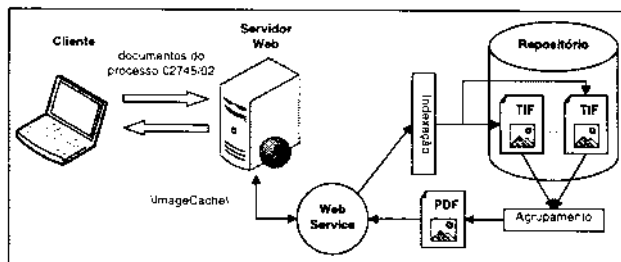 Cliente
documentos do
processo 02745/02
Servidor
Web
Repositório
TIF
TIF
...
Indexação
\ImageCache\
Web
Service
PDF
Agrupamento